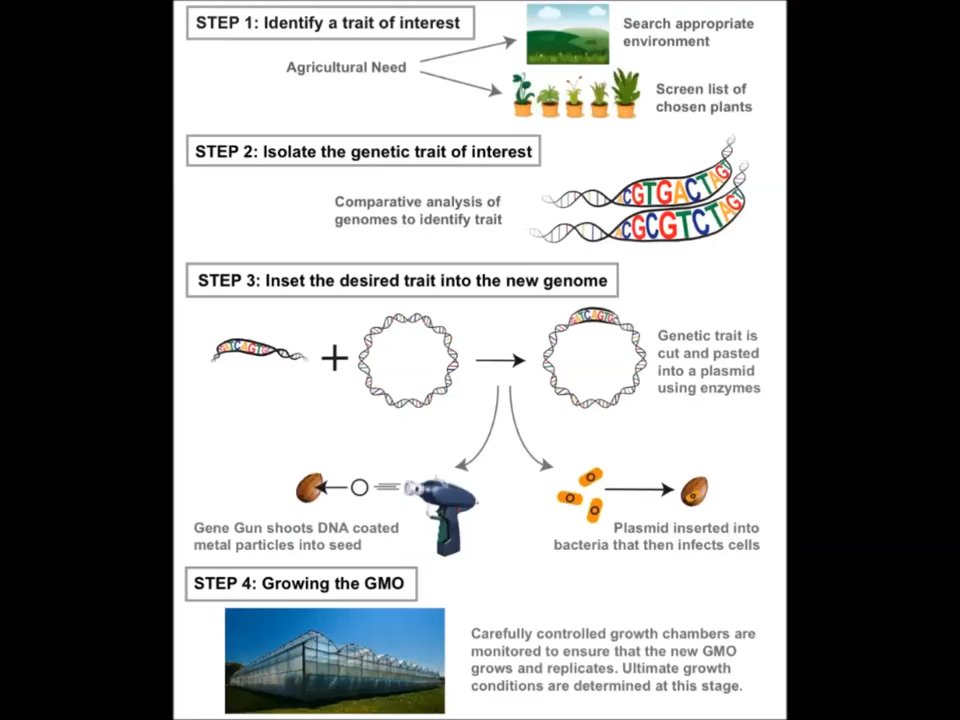 STEP 1: Identify a trait of interest
Agricultural Need
Search appropriate
environment
Screen list of
chosen plants
STEP 2: Isolate the genetic trait of interest
Comparative analysis of
genomes to identify trait
ACGTGACTAGT
ACGCGTCTAGT
STEP 3: Inset the desired trait into the new genome
+
Genetic trait is
cut and pasted
into a plasmid
using enzymes
Gene Gun shoots DNA coated
metal particles into seed
Plasmid inserted into
bacteria that then infects cells
STEP 4: Growing the GMO
Carefully controlled growth chambers are
monitored to ensure that the new GMO
grows and replicates. Ultimate growth
conditions are determined at this stage.